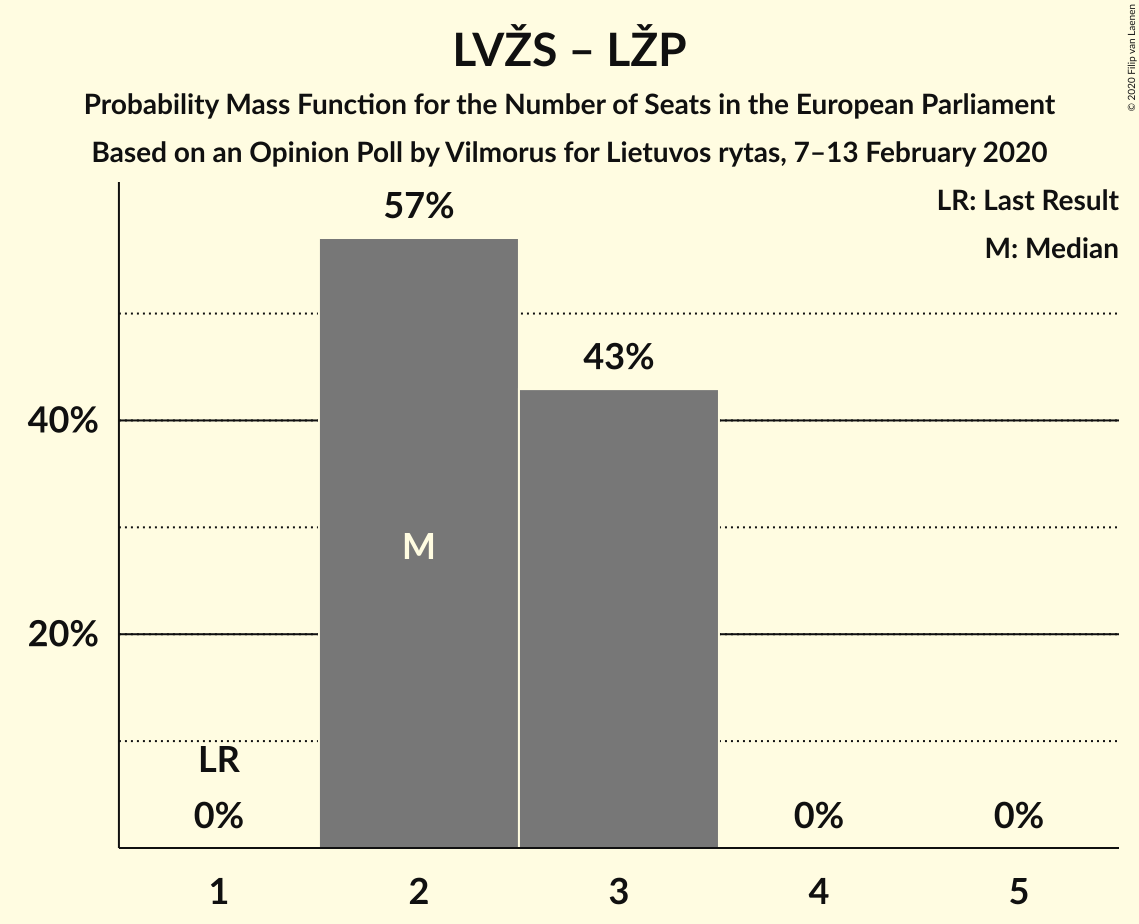 LVŽS – LŽP
Probability Mass Function for the Number of Seats in the European Parliament
Based on an Opinion Poll by Vilmorus for Lietuvos rytas, 7–13 February 2020
© 2020 Filip van Laenen
LR: Last Result
M: Median
57%
43%
40%
M
20%
LR
0%
0%
0%
1
2
3
4
5